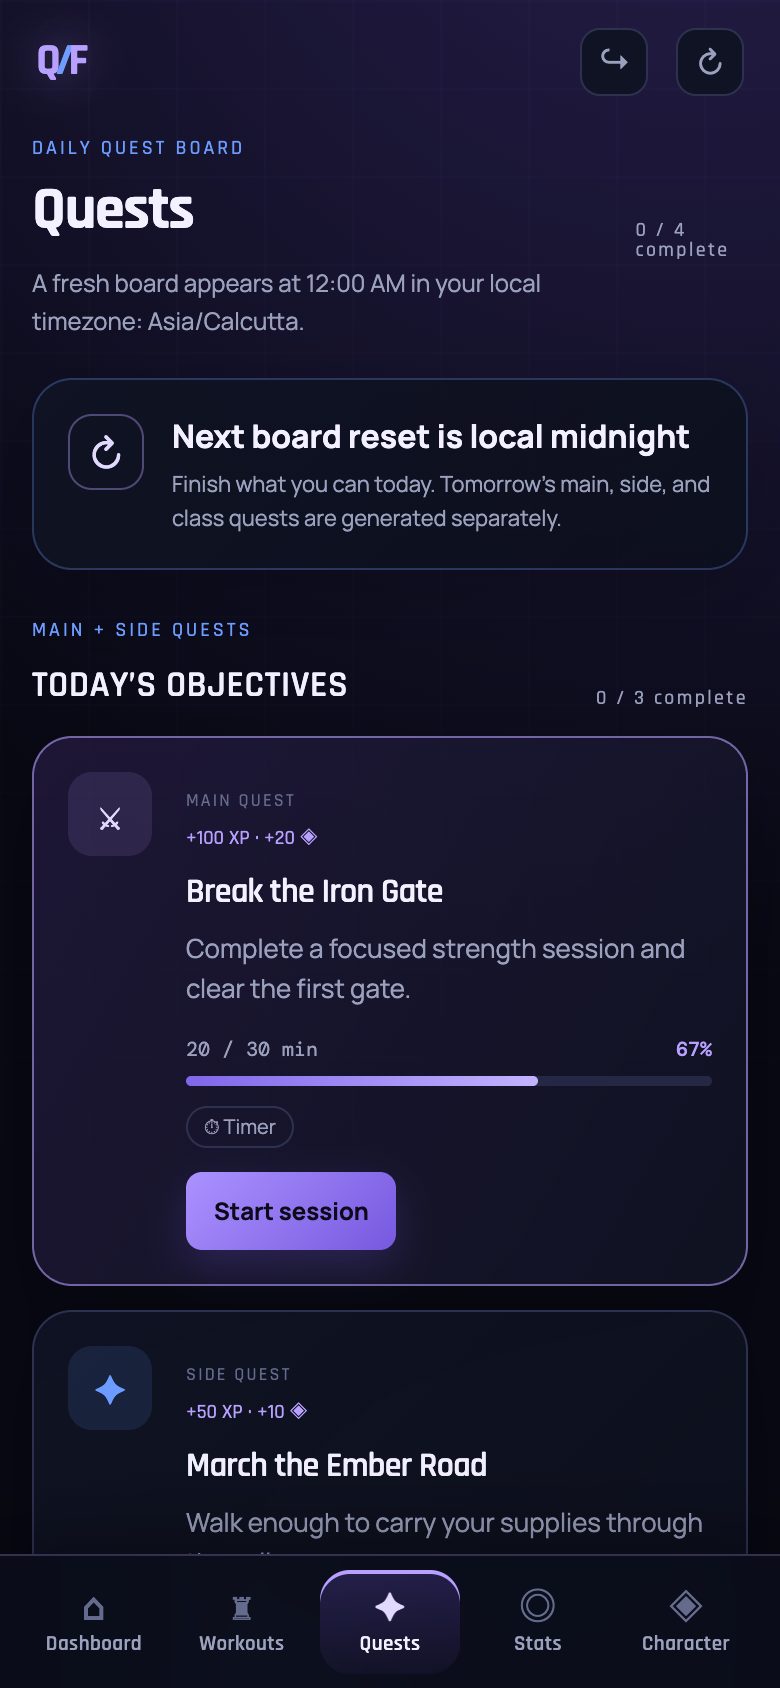 Q/F
DAILY QUEST BOARD
Quests
0 / 4
complete
A fresh board appears at 12:00 AM in your local
timezone: Asia/Calcutta.
Next board reset is local midnight
Finish what you can today. Tomorrow's main, side, and
class quests are generated separately.
MAIN + SIDE QUESTS
TODAY'S OBJECTIVES
0 / 3 complete
MAIN QUEST
+100 XP · +20 ◈
Break the Iron Gate
Complete a focused strength session and
clear the first gate.
20 / 30 min
67%
⏱ Timer
Start session
SIDE QUEST
+50 XP · +10 ◈
March the Ember Road
Walk enough to carry your supplies through
Dashboard
Workouts
Quests
Stats
Character